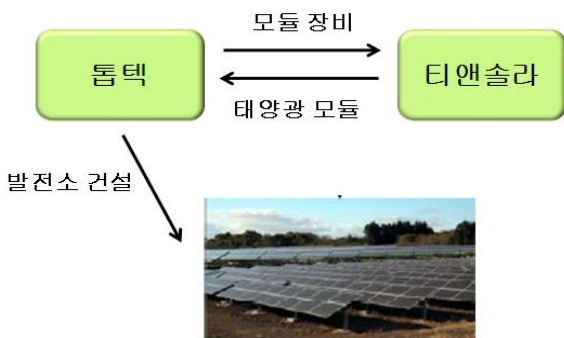 모듈 장비
톱텍
티앤솔라
태양광 모듈
발전소 건설